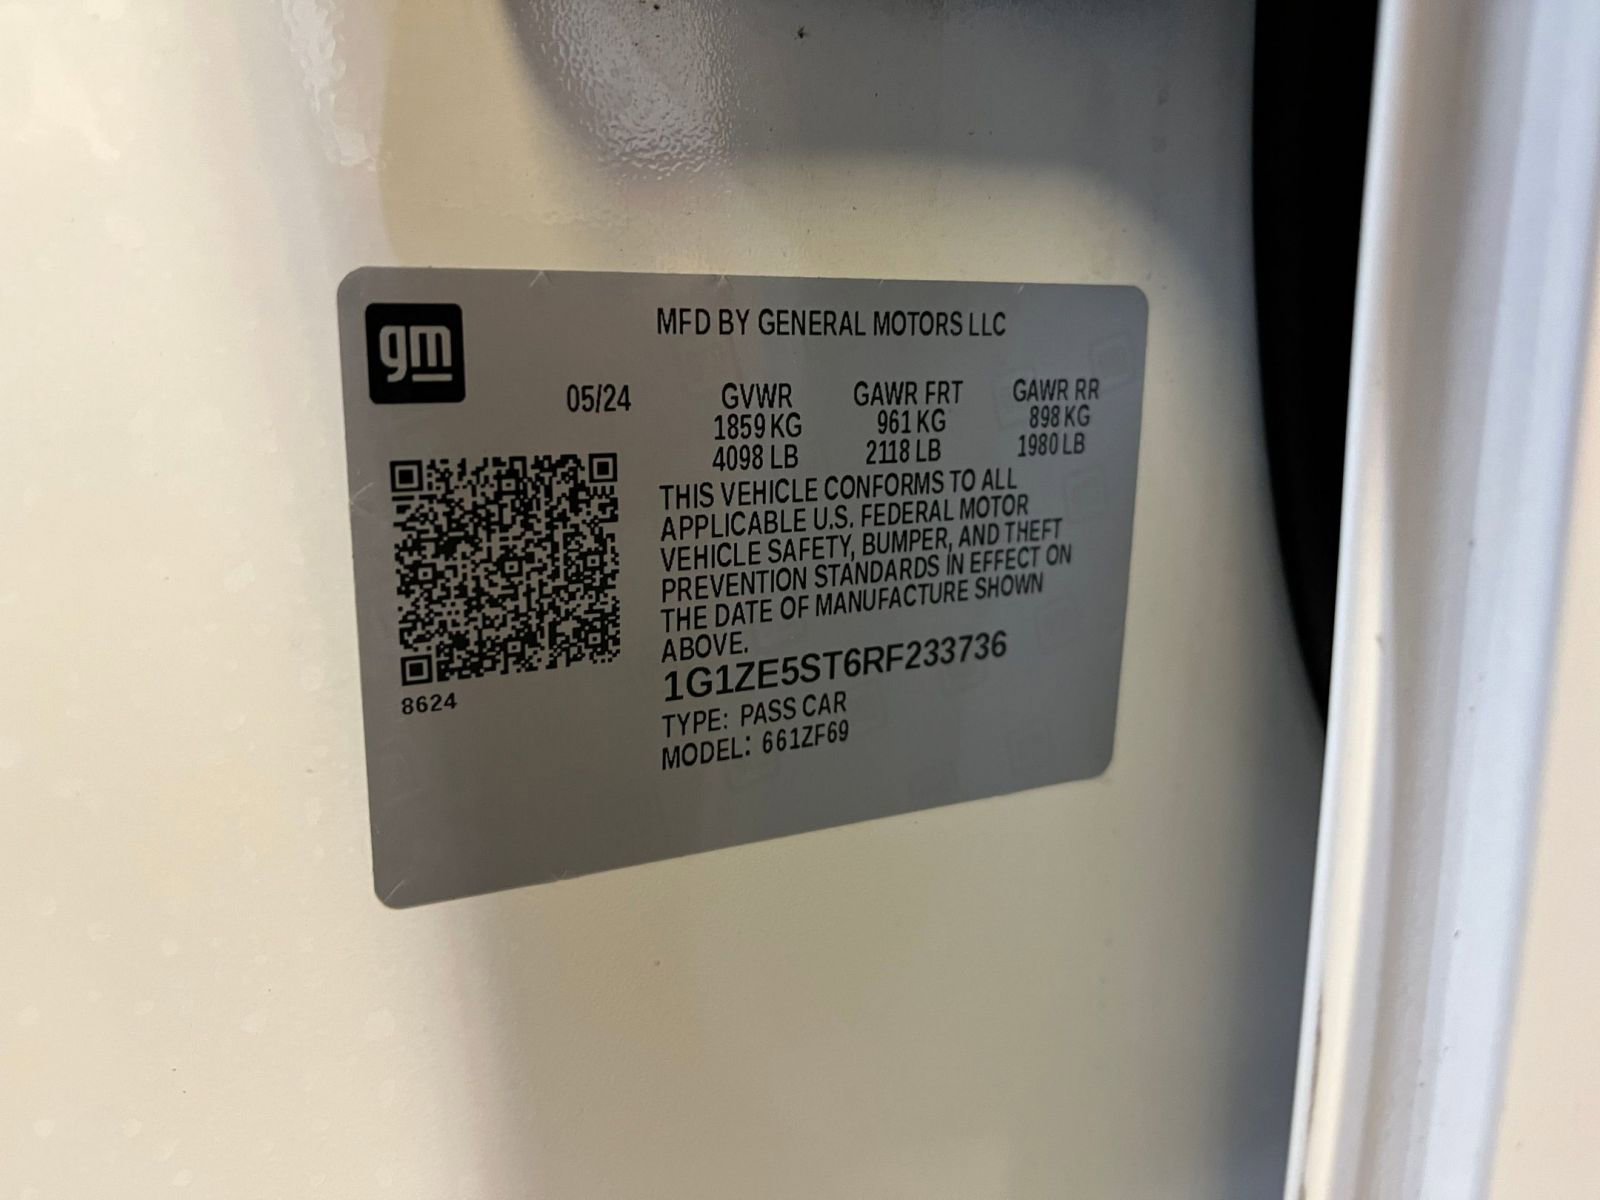 gm
MFD BY GENERAL MOTORS LLC
05/24 GVWR GAWR FRT GAWR RR
1859 KG 961 KG 898 KG
4098 LB 2118 LB 1980 LB
THIS VEHICLE CONFORMS TO ALL
APPLICABLE U.S. FEDERAL MOTOR
VEHICLE SAFETY, BUMPER, AND THEFT
PREVENTION STANDARDS IN EFFECT ON
THE DATE OF MANUFACTURE SHOWN
ABOVE.
1G1ZE5ST6RF233736
8624
TYPE: PASS CAR
MODEL: 661ZF69